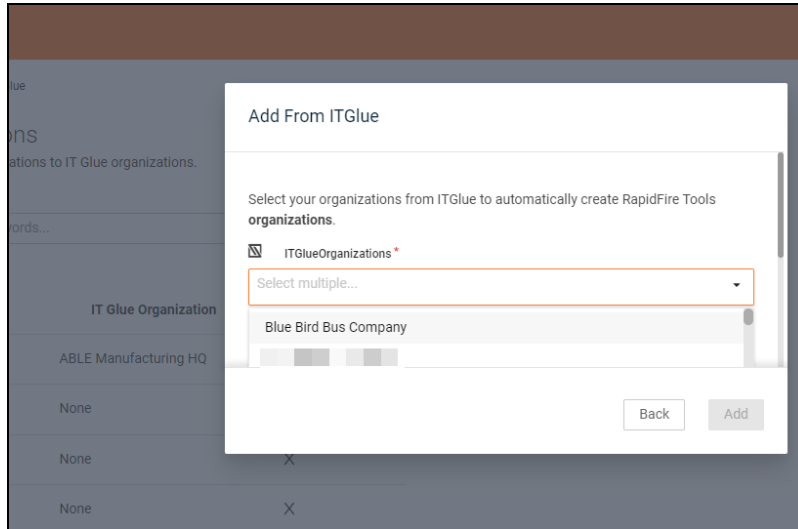 lue
ons
ations to IT Glue organizations.
words...
IT Glue Organization
ABLE Manufacturing HQ
None
None
X
None
X
Add From ITGlue
Select your organizations from ITGlue to automatically create RapidFire Tools
organizations.
ITGlueOrganizations *
Select multiple...
Blue Bird Bus Company
Back
Add